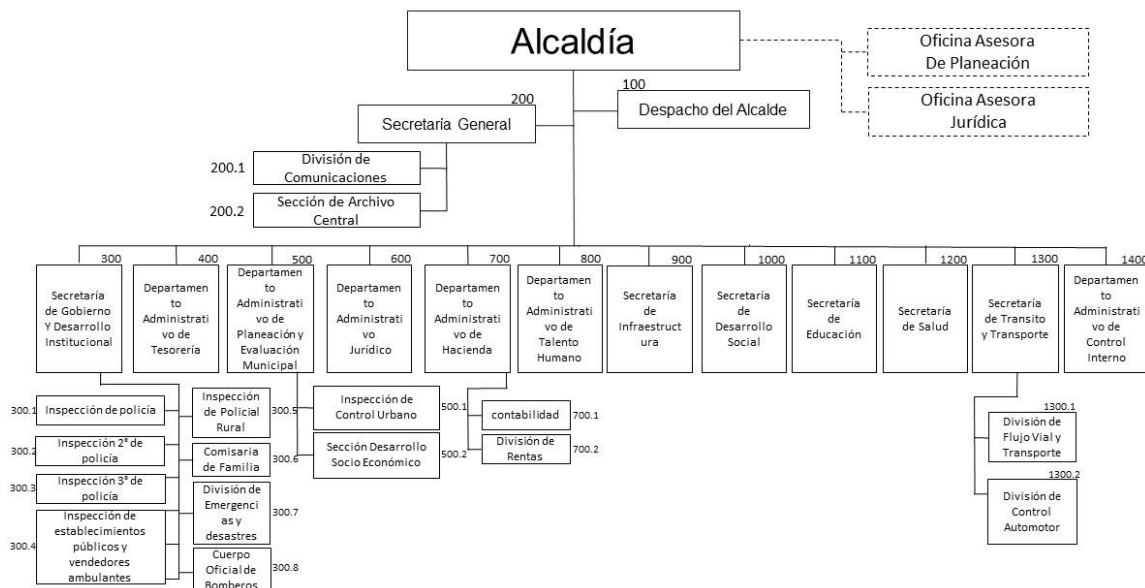 Alcaldía
Oficina Asesora
De Planeación
Oficina Asesora
Jurídica
100
Despacho del Alcalde
200
Secretaría General
200.1
División de
Comunicaciones
200.2
Sección de Archivo
Central
300
Secretaría
de Gobierno
Y Desarrollo
Institucional
400
Departamen
to
Administrati
vo de
Tesorería
500
Departamen
to
Administrati
vo de
Planeación y
Evaluación
Municipal
600
Departamen
to
Administrati
vo
Jurídico
700
Departamen
to
Administrati
vo de
Hacienda
800
Departamen
to
Administrati
vo de
Talento
Humano
900
Secretaría
de
Infraestruct
ura
1000
Secretaría
de
Desarrollo
Social
1100
Secretaría
de
Educación
1200
Secretaría
de Salud
1300
Secretaría
de Transito
y Transporte
1400
Departamen
to
Administrati
vo de
Control
Interno
300.1
Inspección de policía
300.2
Inspección 2° de
policía
300.3
Inspección 3° de
policía
300.4
Inspección de
establecimientos
públicos y
vendedores
ambulantes
Inspección
de Policial
Rural
300.5
Comisaria
de Familia
300.6
División de
Emergenc
ias y
desastres
300.7
Cuerpo
Oficial de
Bomberos
300.8
Inspección de
Control Urbano
500.1
Sección Desarrollo
Socio Económico
500.2
contabilidad
700.1
División de
Rentas
700.2
1300.1
División de
Flujo Vial y
Transporte
1300.2
División de
Control
Automotor